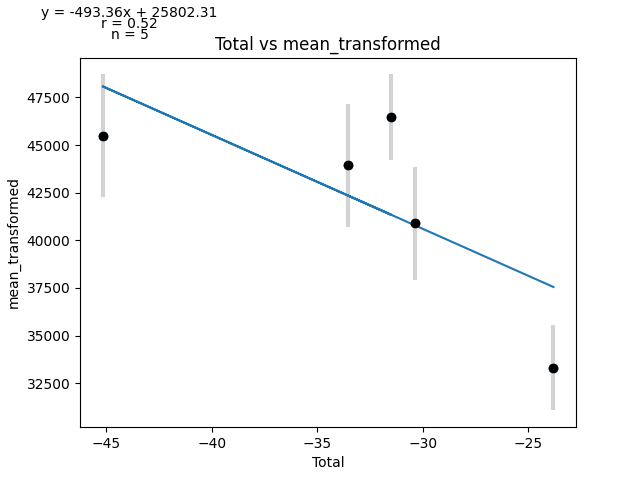 y = -493.36x + 25802.31
r = 0.52
n = 5
Total vs mean_transformed
47500
45000
42500
40000
37500
35000
32500
mean_transformed
−45
−40
−35
−30
−25
Total